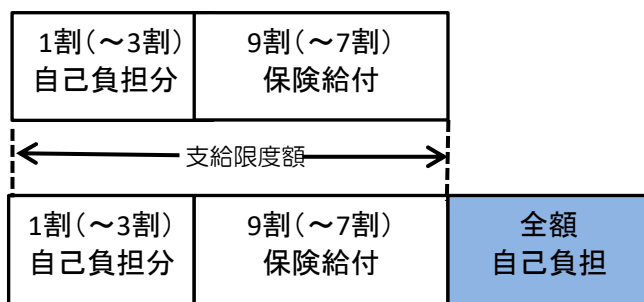 1割(～3割)
自己負担分
9割(～7割)
保険給付
支給限度額
1割(～3割)
自己負担分
9割(～7割)
保険給付
全額
自己負担